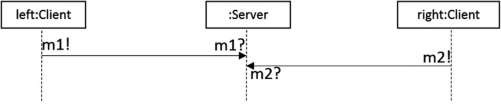 left:Client :Server right:Client
m1! m1? m2!
m2?